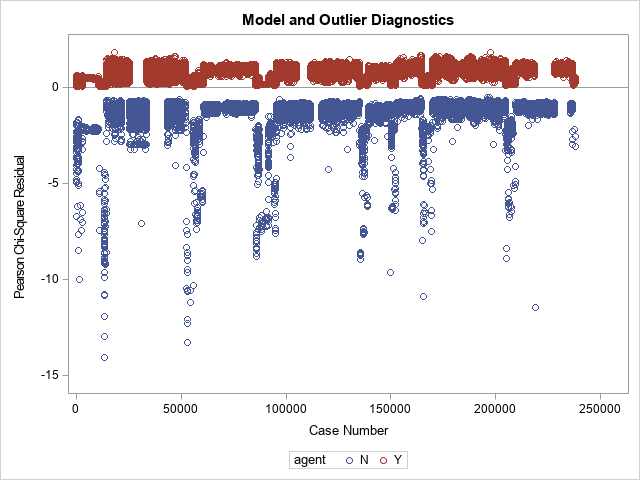 Model and Outlier Diagnostics
Pearson Chi-Square Residual
0
-5
-10
-15
0 50000 100000 150000 200000 250000
Case Number
agent N Y